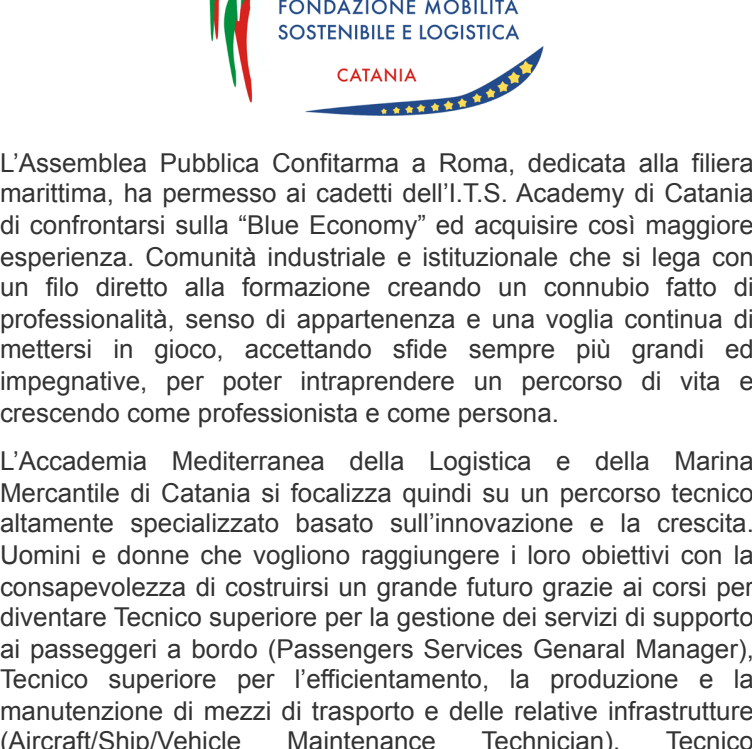 FONDAZIONE MOBILITÀ
SOSTENIBILE E LOGISTICA
CATANIA
L’Assemblea Pubblica Confitarma a Roma, dedicata alla filiera
marittima, ha permesso ai cadetti dell’I.T.S. Academy di Catania
di confrontarsi sulla “Blue Economy” ed acquisire così maggiore
esperienza. Comunità industriale e istituzionale che si lega con
un filo diretto alla formazione creando un connubio fatto di
professionalità, senso di appartenenza e una voglia continua di
mettersi in gioco, accettando sfide sempre più grandi ed
impegnative, per poter intraprendere un percorso di vita e
crescendo come professionista e come persona.
L’Accademia Mediterranea della Logistica e della Marina
Mercantile di Catania si focalizza quindi su un percorso tecnico
altamente specializzato basato sull’innovazione e la crescita.
Uomini e donne che vogliono raggiungere i loro obiettivi con la
consapevolezza di costruirsi un grande futuro grazie ai corsi per
diventare Tecnico superiore per la gestione dei servizi di supporto
ai passeggeri a bordo (Passengers Services Genaral Manager),
Tecnico superiore per l’efficientamento, la produzione e la
manutenzione di mezzi di trasporto e delle relative infrastrutture
(Aircraft/Ship/Vehicle Maintenance Technician), Tecnico